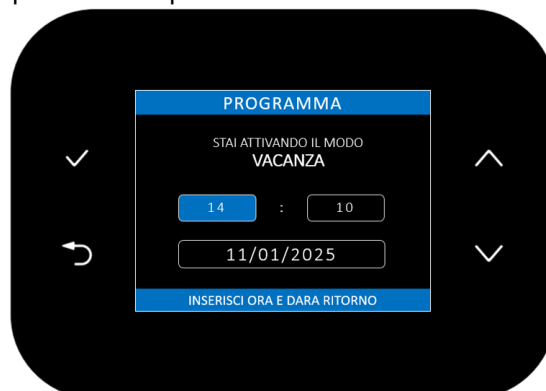 PROGRAMMA
STAI ATTIVANDO IL MODO
VACANZA
14 : 10
11/01/2025
INSERISCI ORA E DARA RITORNO